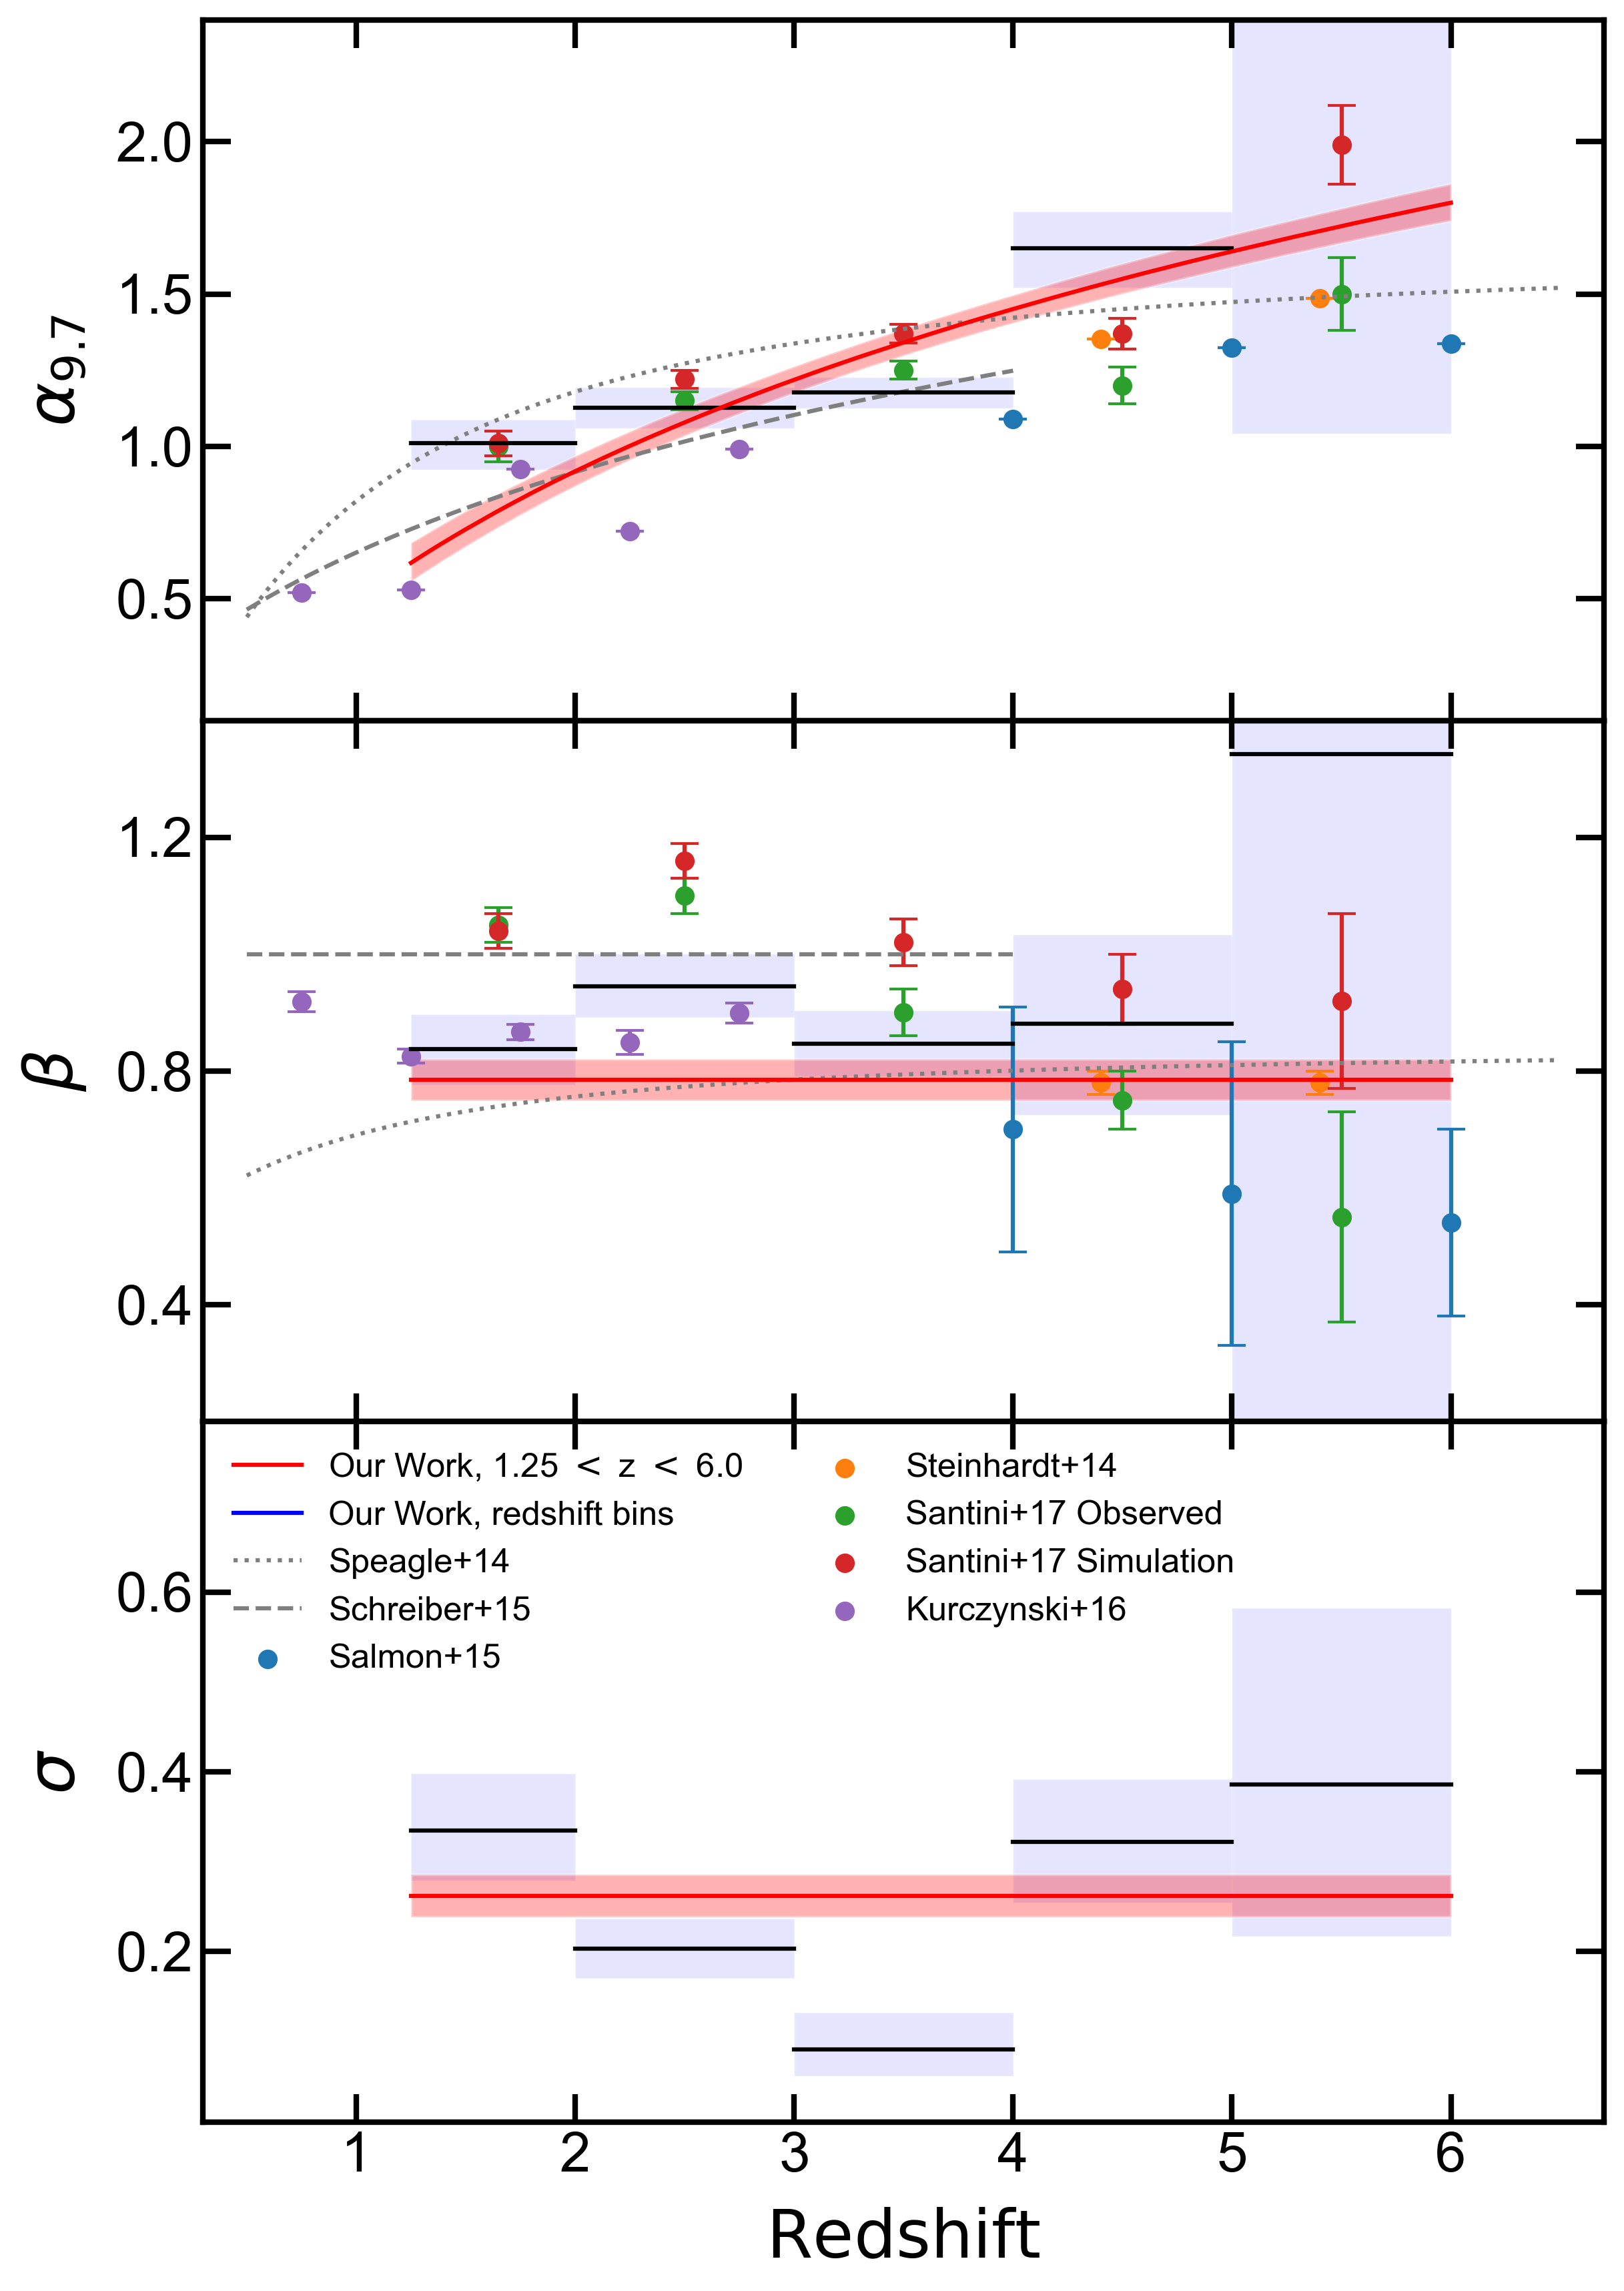 2.0
1.5
1.0
0.5
α9.7
1.2
0.8
0.4
β
Our Work, 1.25 < z < 6.0
Our Work, redshift bins
Speagle+14
Schreiber+15
Salmon+15
Steinhardt+14
Santini+17 Observed
Santini+17 Simulation
Kurczynski+16
0.6
0.4
0.2
σ
1 2 3 4 5 6
Redshift